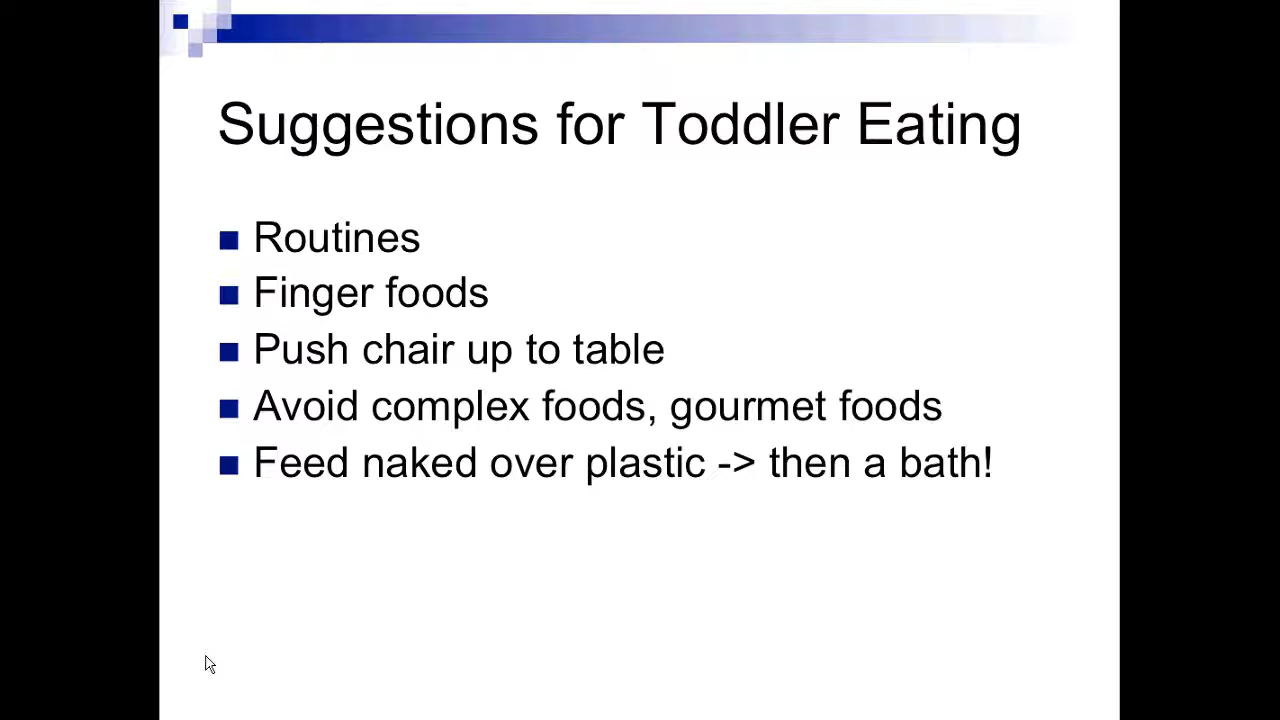 Suggestions for Toddler Eating
Routines
Finger foods
Push chair up to table
Avoid complex foods, gourmet foods
Feed naked over plastic -> then a bath!